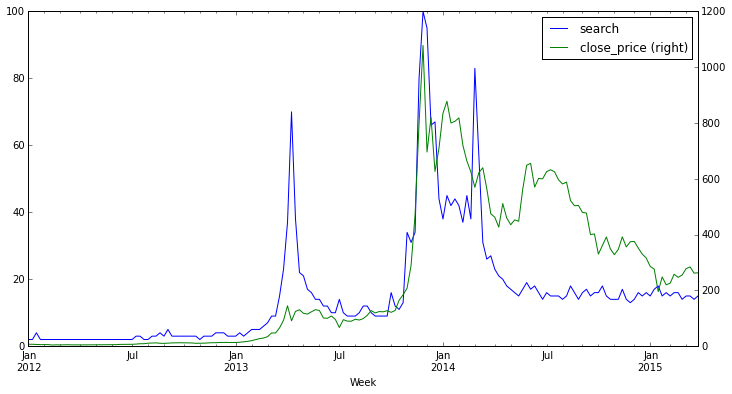 100
80
60
40
20
0
1200
1000
800
600
400
200
0
search
close_price (right)
Jan
2012
Jul
Jan
2013
Jul
Jan
2014
Jul
Jan
2015
Week